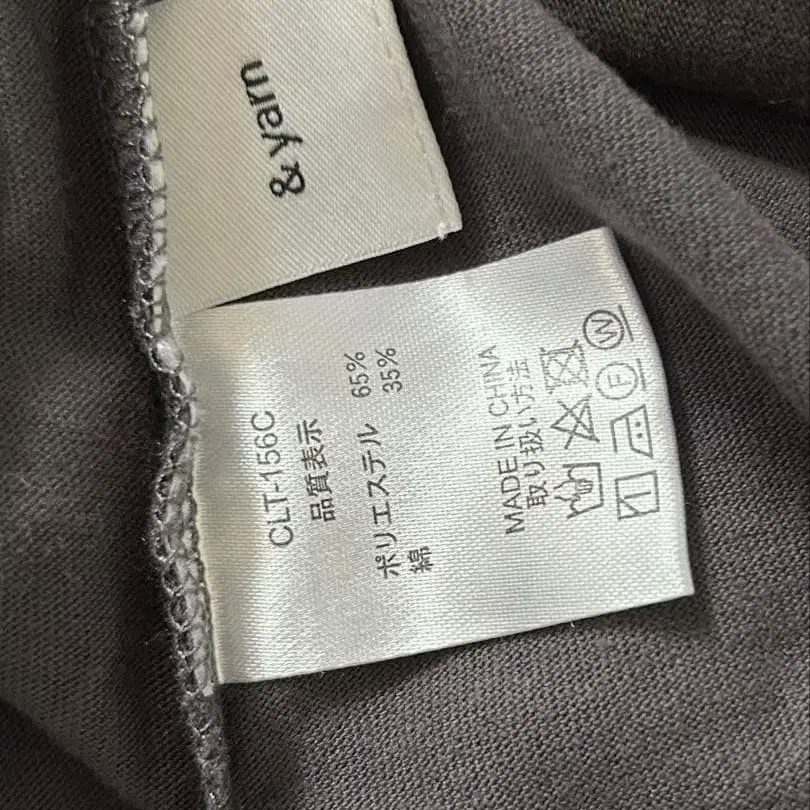 & yarn
CLT-156C
品質表示
ポリエステル 65%
綿 35%
MADE IN CHINA
取り扱い方法
F
W